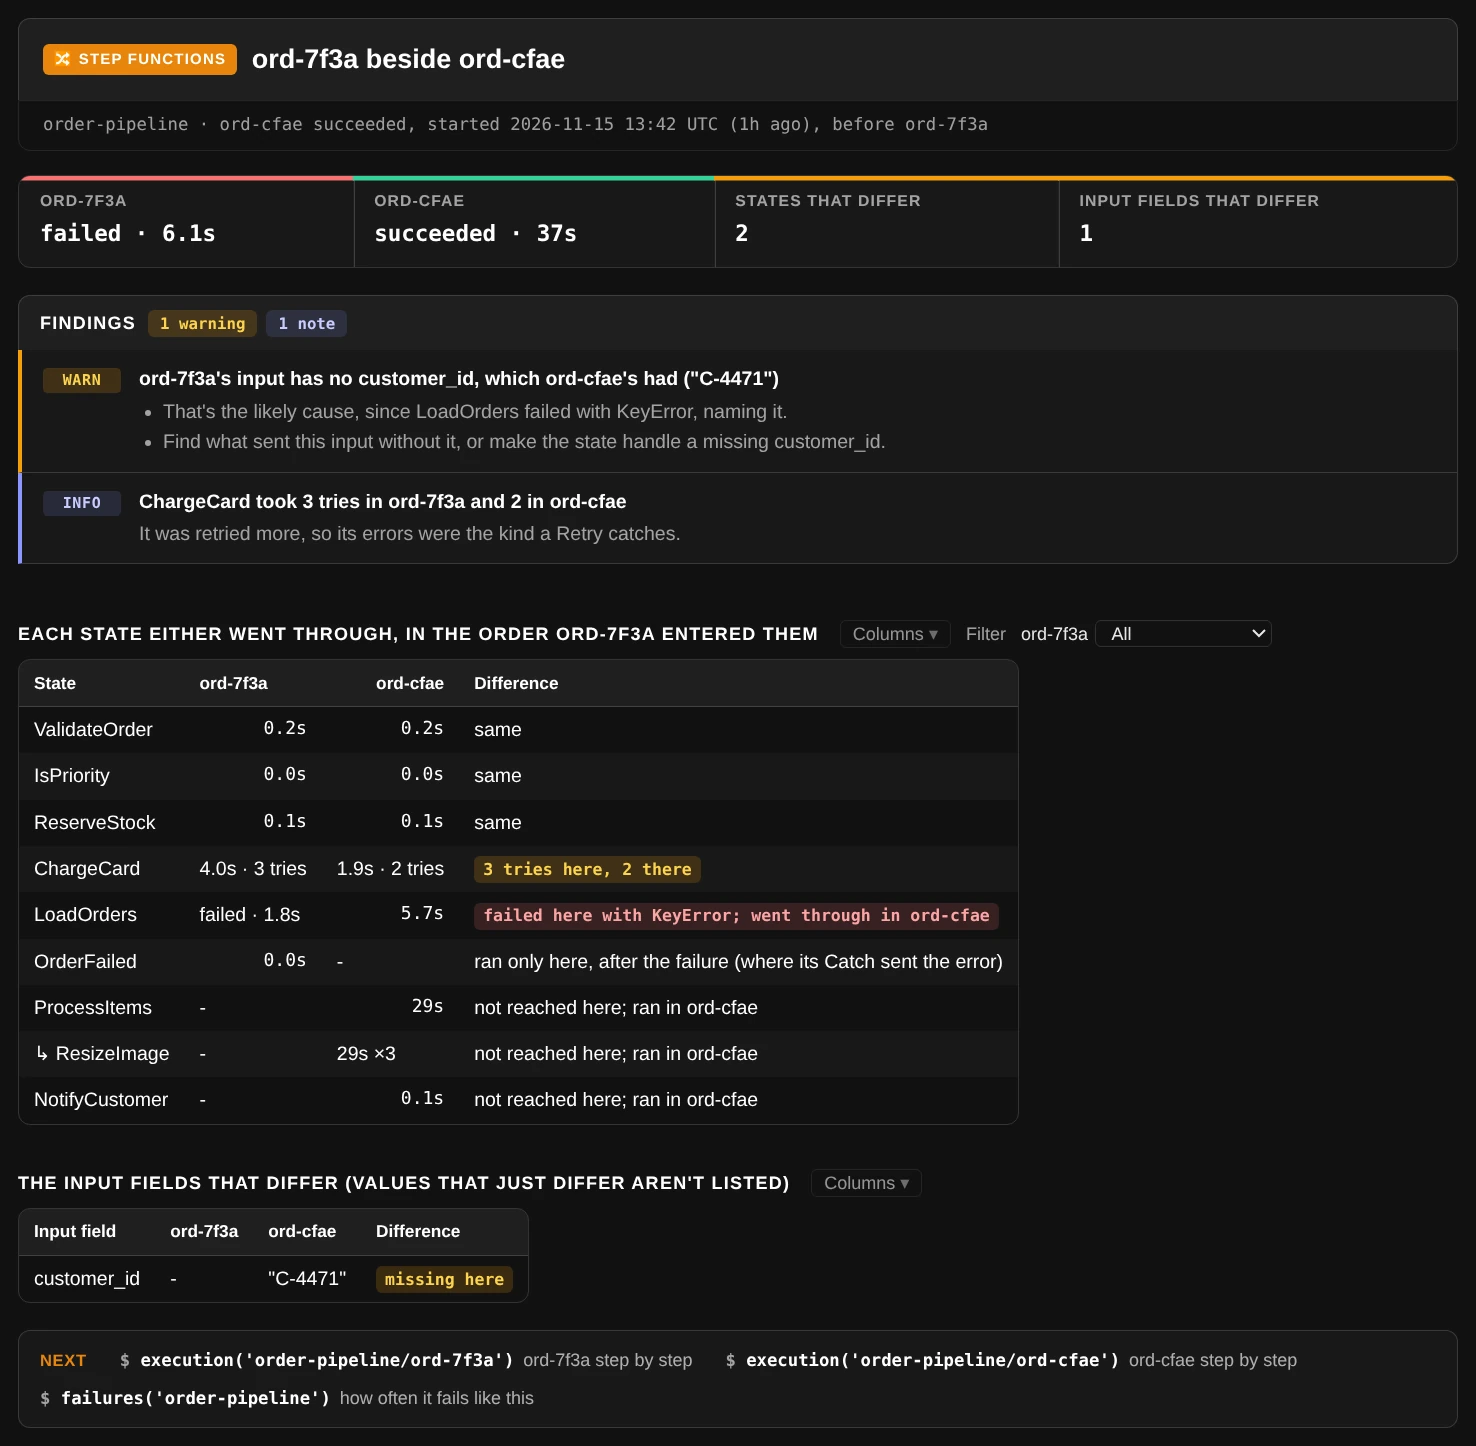 STEP FUNCTIONS ord-7f3a beside ord-cfae
order-pipeline · ord-cfae succeeded, started 2026-11-15 13:42 UTC (1h ago), before ord-7f3a
ORD-7F3A ORD-CFAE STATES THAT DIFFER INPUT FIELDS THAT DIFFER
failed · 6.1s succeeded · 37s 2 1
FINDINGS 1 warning 1 note
WARN ord-7f3a's input has no customer_id, which ord-cfae's had ("C-4471")
• That's the likely cause, since LoadOrders failed with KeyError, naming it.
• Find what sent this input without it, or make the state handle a missing customer_id.
INFO ChargeCard took 3 tries in ord-7f3a and 2 in ord-cfae
It was retried more, so its errors were the kind a Retry catches.
EACH STATE EITHER WENT THROUGH, IN THE ORDER ORD-7F3A ENTERED THEM Columns ▾ Filter ord-7f3a All
State ord-7f3a ord-cfae Difference
ValidateOrder 0.2s 0.2s same
IsPriority 0.0s 0.0s same
ReserveStock 0.1s 0.1s same
ChargeCard 4.0s · 3 tries 1.9s · 2 tries 3 tries here, 2 there
LoadOrders failed · 1.8s 5.7s failed here with KeyError; went through in ord-cfae
OrderFailed 0.0s - ran only here, after the failure (where its Catch sent the error)
ProcessItems - 29s not reached here; ran in ord-cfae
↳ ResizeImage - 29s ×3 not reached here; ran in ord-cfae
NotifyCustomer - 0.1s not reached here; ran in ord-cfae
THE INPUT FIELDS THAT DIFFER (VALUES THAT JUST DIFFER AREN'T LISTED) Columns ▾
Input field ord-7f3a ord-cfae Difference
customer_id - "C-4471" missing here
NEXT $ execution('order-pipeline/ord-7f3a') ord-7f3a step by step $ execution('order-pipeline/ord-cfae') ord-cfae step by step
$ failures('order-pipeline') how often it fails like this